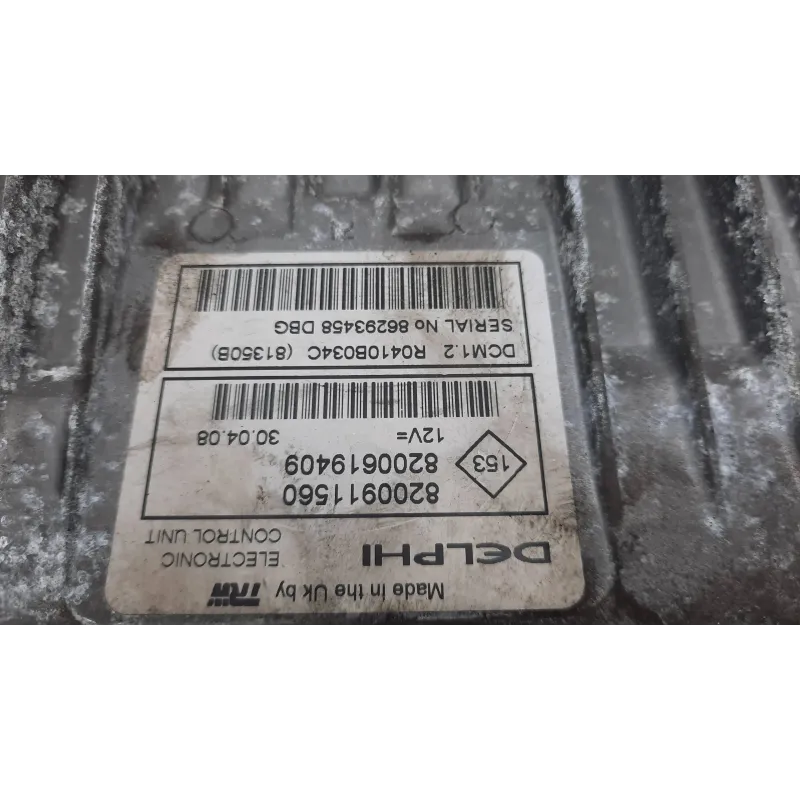 Made in the Uk by TRW
DELPHI ELECTRONIC
CONTROL UNIT
8200911560
153 8200619409
12V= 30.04.08
DCM1.2 R0410B034C (81350B)
SERIAL No 86293458 DBG